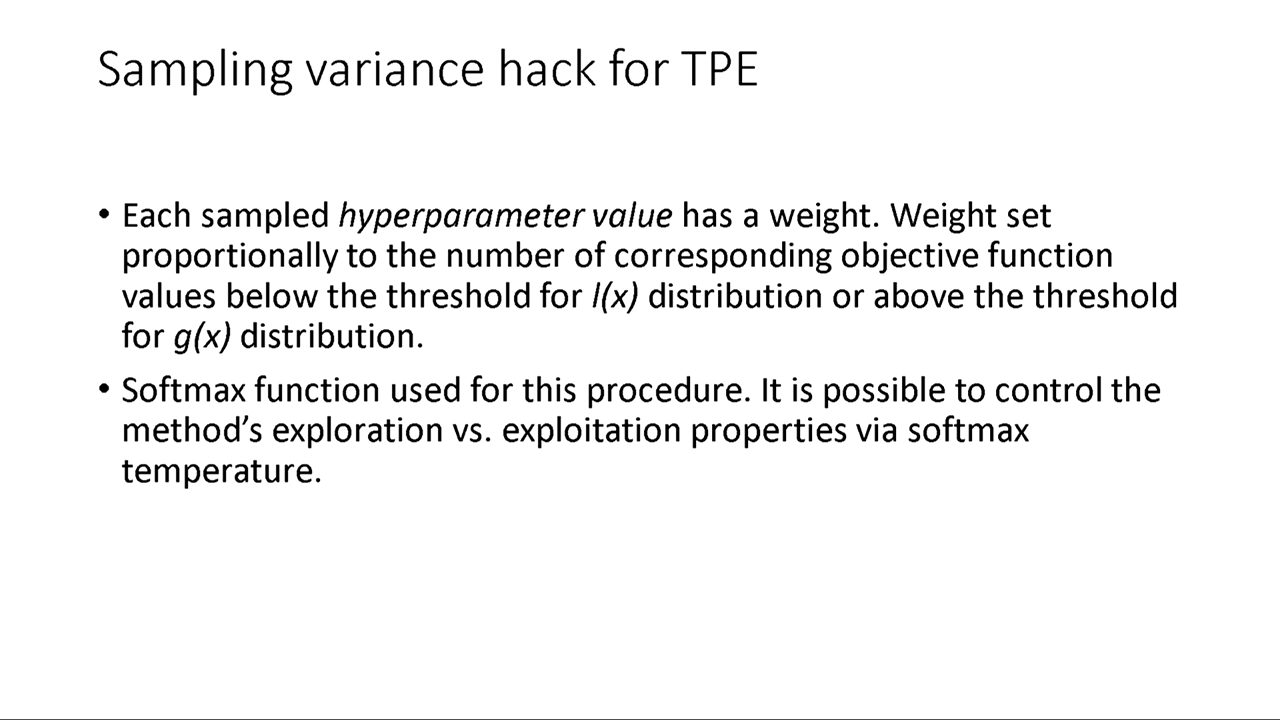 Sampling variance hack for TPE
• Each sampled hyperparameter value has a weight. Weight set
proportionally to the number of corresponding objective function
values below the threshold for l(x) distribution or above the threshold
for g(x) distribution.
• Softmax function used for this procedure. It is possible to control the
method’s exploration vs. exploitation properties via softmax
temperature.